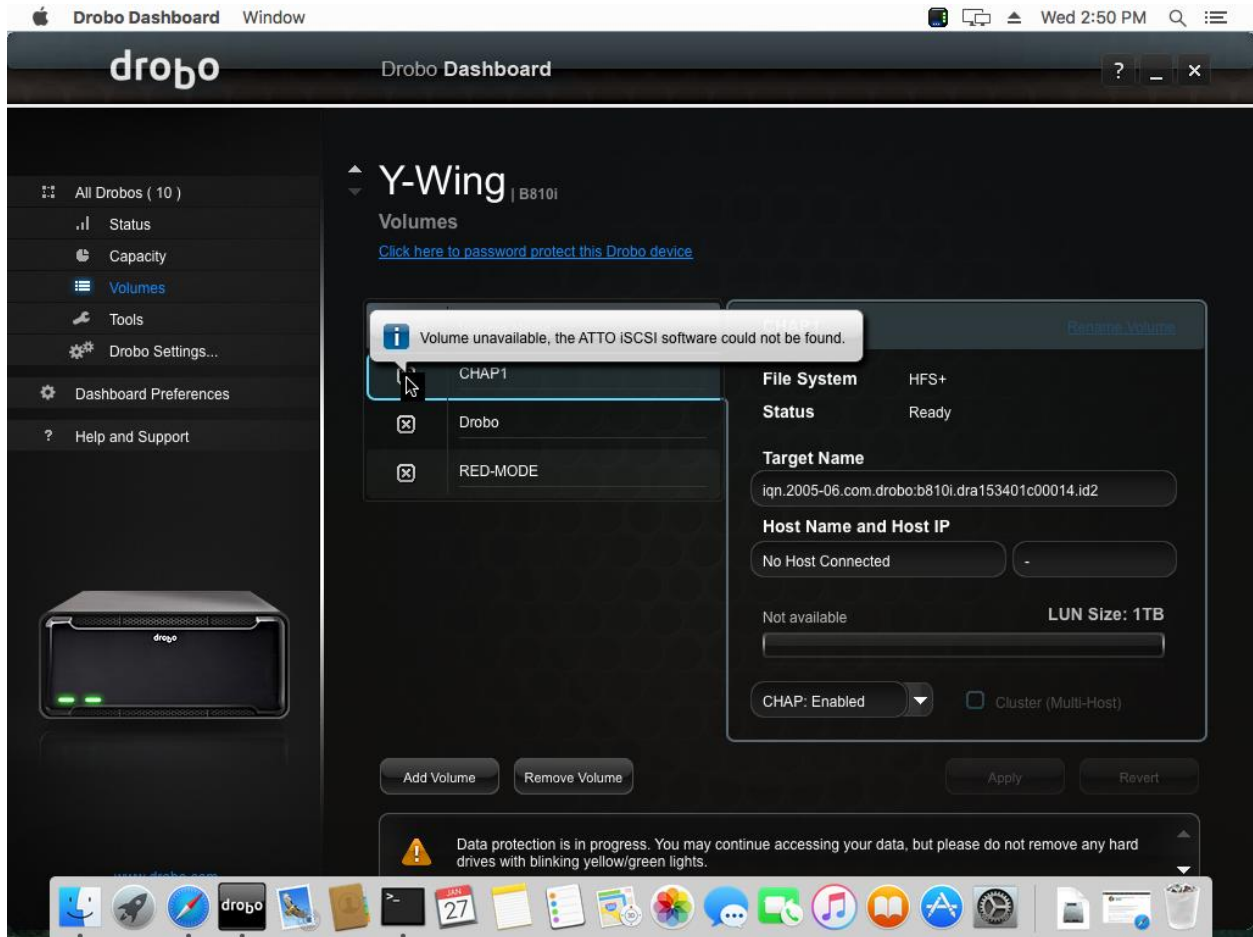 Drobo Dashboard Window Wed 2:50 PM
drobo Drobo Dashboard ? _ x
Y-Wing | B810i
Volumes
Click here to password protect this Drobo device
All Drobos ( 10 )
Status
Capacity
Volumes
Tools
Drobo Settings...
Dashboard Preferences
? Help and Support
drobo
Volume unavailable, the ATTO iSCSI software could not be found.
Rename Volume
CHAP1
Drobo
RED-MODE
File System HFS+
Status Ready
Target Name
iqn.2005-06.com.drobo:b810i.dra153401c00014.id2
Host Name and Host IP
No Host Connected -
Not available LUN Size: 1TB
CHAP: Enabled Cluster (Multi-Host)
Add Volume Remove Volume Apply Revert
Data protection is in progress. You may continue accessing your data, but please do not remove any hard
drives with blinking yellow/green lights.
www.drobo.com
drobo
JAN
27